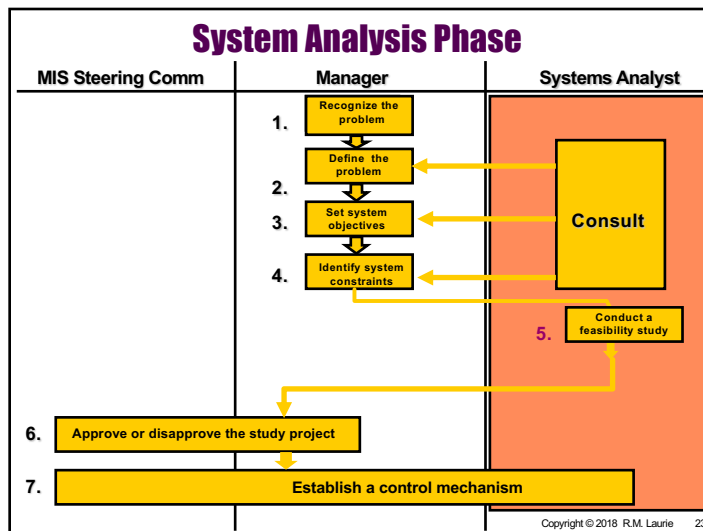 System Analysis Phase
MIS Steering Comm
Manager
Systems Analyst
1.
Recognize the
problem
Define the
problem
2.
3.
Set system
objectives
Consult
4.
Identify system
constraints
5.
Conduct a
feasibility study
6.
Approve or disapprove the study project
7.
Establish a control mechanism
Copyright © 2018 R.M. Laurie